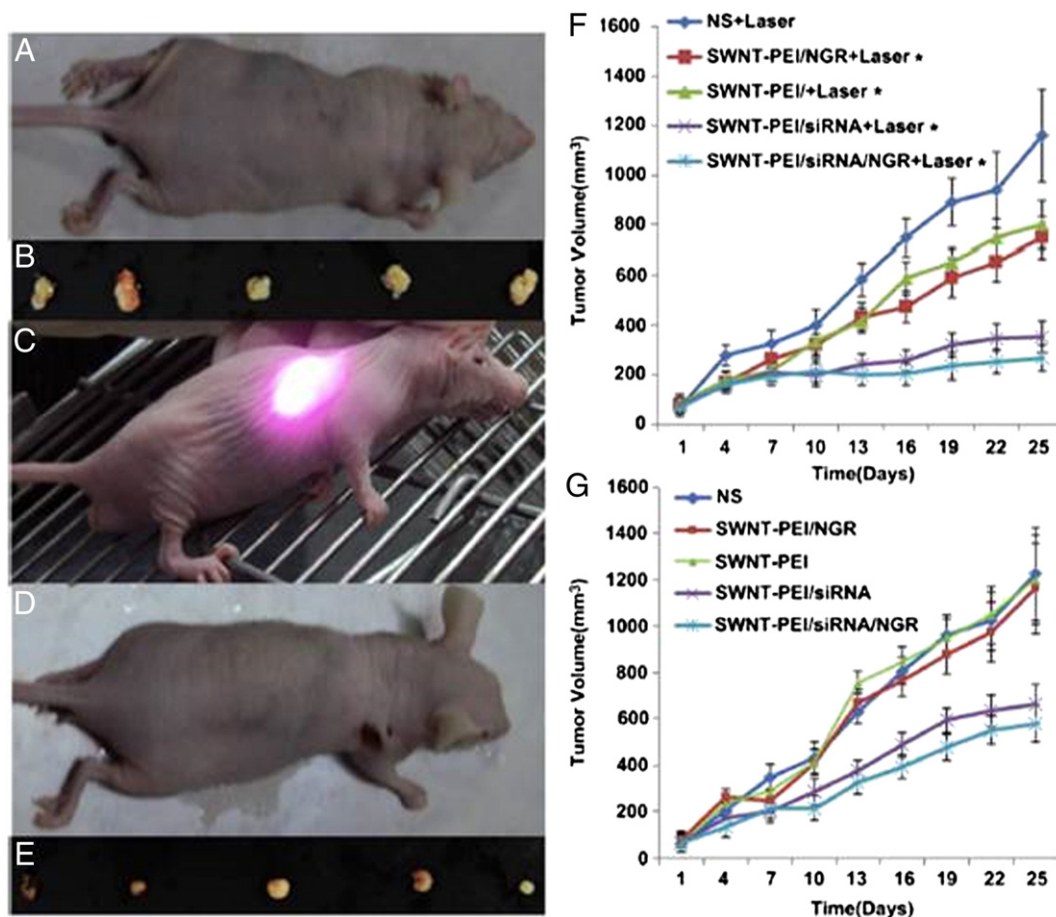 A
B
C
D
E
F
1600
1400
1200
1000
800
600
400
200
0
Tumor Volume(mm³)
NS+Laser
SWNT-PEI/NGR+Laser *
SWNT-PEI/+Laser *
SWNT-PEI/siRNA+Laser *
SWNT-PEI/siRNA/NGR+Laser *
1 4 7 10 13 16 19 22 25
Time(Days)
G
1600
1400
1200
1000
800
600
400
200
0
Tumor Volume(mm³)
NS
SWNT-PEI/NGR
SWNT-PEI
SWNT-PEI/siRNA
SWNT-PEI/siRNA/NGR
1 4 7 10 13 16 19 22 25
Time(Days)